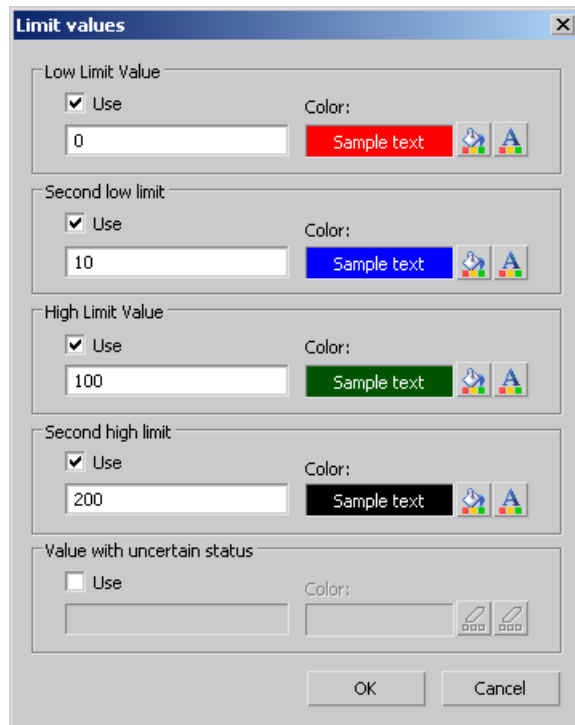 Limit values
Low Limit Value
Use
Color:
0
Sample text
A
Second low limit
Use
Color:
10
Sample text
A
High Limit Value
Use
Color:
100
Sample text
A
Second high limit
Use
Color:
200
Sample text
A
Value with uncertain status
Use
Color:
OK
Cancel